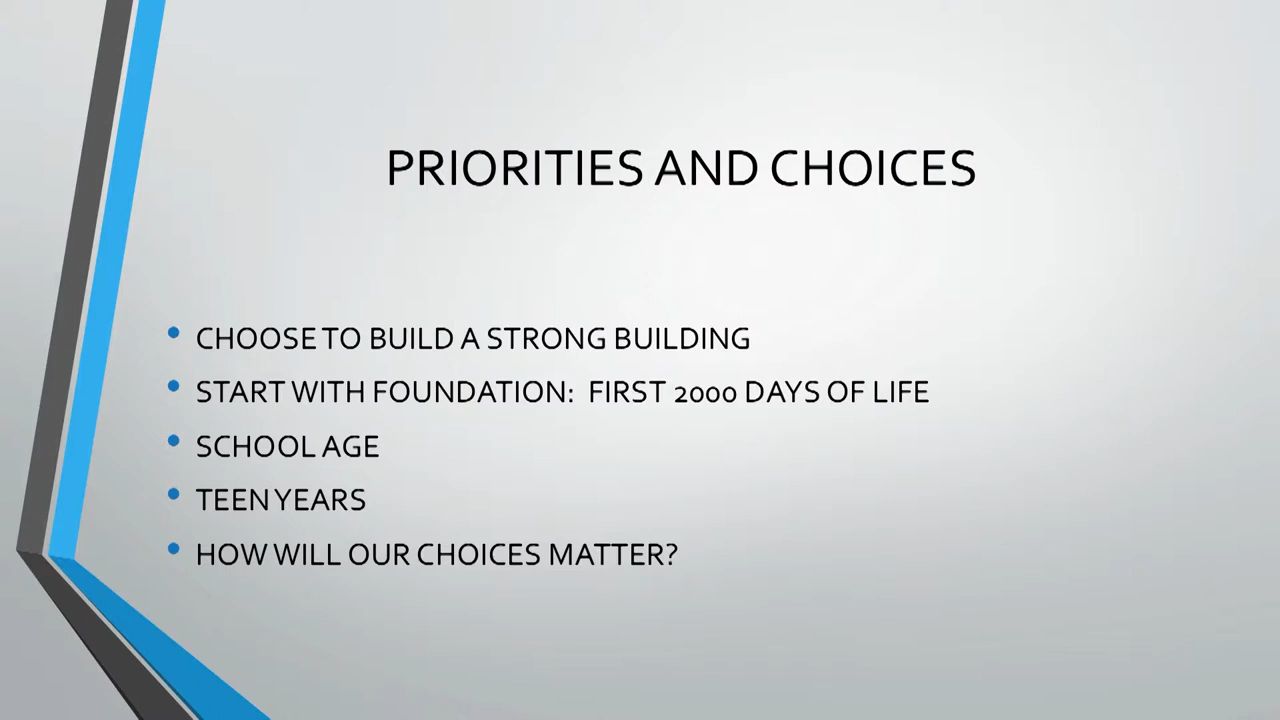 PRIORITIES AND CHOICES
• CHOOSE TO BUILD A STRONG BUILDING
• START WITH FOUNDATION:  FIRST 2000 DAYS OF LIFE
• SCHOOL AGE
• TEEN YEARS
• HOW WILL OUR CHOICES MATTER?